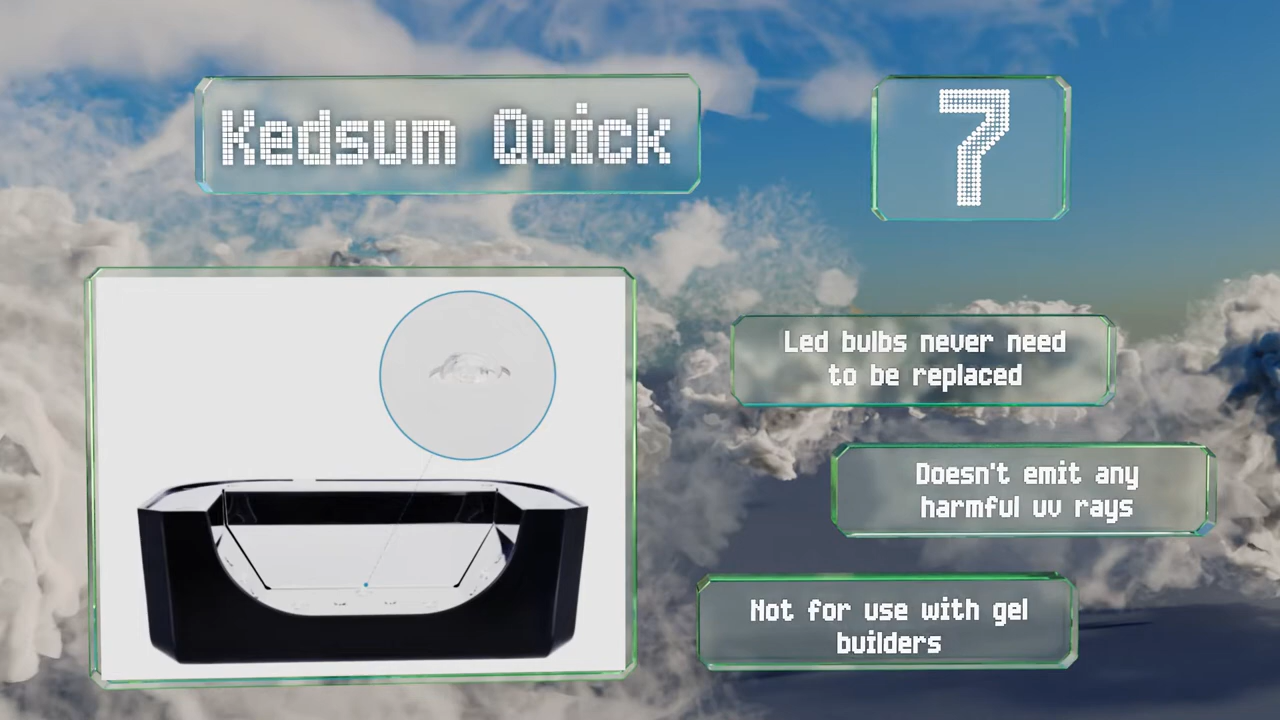 Kedsum Quick
7
Led bulbs never need
to be replaced
Doesn't emit any
harmful uv rays
Not for use with gel
builders